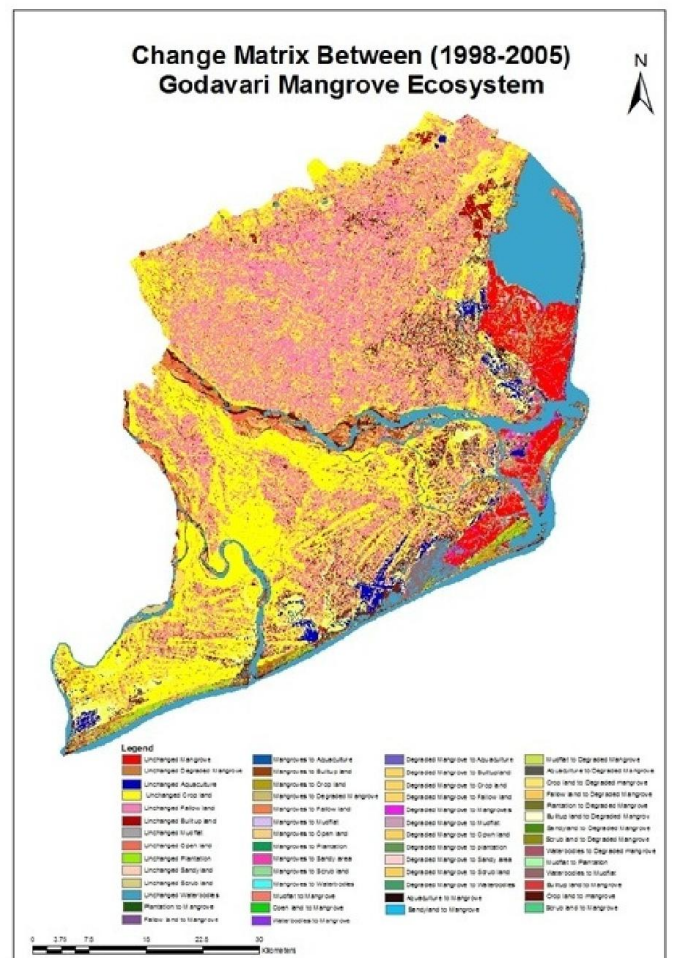 Change Matrix Between (1998-2005)
Godavari Mangrove Ecosystem
N
Legend
Unchanged Mangrove
Unchanged Degraded Mangrove
Unchanged Aquaculture
Unchanged Crop land
Unchanged Fallow land
Unchanged Builtup land
Unchanged Mudflat
Unchanged Open land
Unchanged Plantation
Unchanged Sandy land
Unchanged Scrub land
Unchanged Waterbodies
Plantation to Mangrove
Fallow land to Mangrove
Mangroves to Aquaculture
Mangroves to Builtup land
Mangroves to Crop land
Mangroves to Degraded Mangrove
Mangroves to Fallow land
Mangroves to Mudflat
Mangroves to Open land
Mangroves to Plantation
Mangroves to Sandy area
Mangroves to Scrub land
Mangroves to Waterbodies
Mudflat to Mangrove
Open land to Mangrove
Waterbodies to Mangrove
Degraded Mangrove to Aquaculture
Degraded Mangrove to Builtup land
Degraded Mangrove to Crop land
Degraded Mangrove to Fallow land
Degraded Mangrove to Mangroves
Degraded Mangrove to Mudflat
Degraded Mangrove to Open land
Degraded Mangrove to plantation
Degraded Mangrove to Sandy area
Degraded Mangrove to Scrub land
Degraded Mangrove to Waterbodies
Aquaculture to Mangrove
Sandyland to Mangrove
Mudflat to Degraded Mangrove
Aquaculture to Degraded Mangrove
Crop land to Degraded mangrove
Fallow land to Degraded Mangrove
Plantation to Degraded Mangrove
Builtup land to Degraded Mangrov
Sandyland to Degraded Mangrove
Scrub land to Degraded Mangrove
Waterbodies to Degraded mangrove
Mudflat to Plantation
Waterbodies to Mudflat
Builtup land to Mangrove
Crop land to mangrove
Scrub land to Mangrove
0 3.75 7.5 15 22.5 30
Kilometers